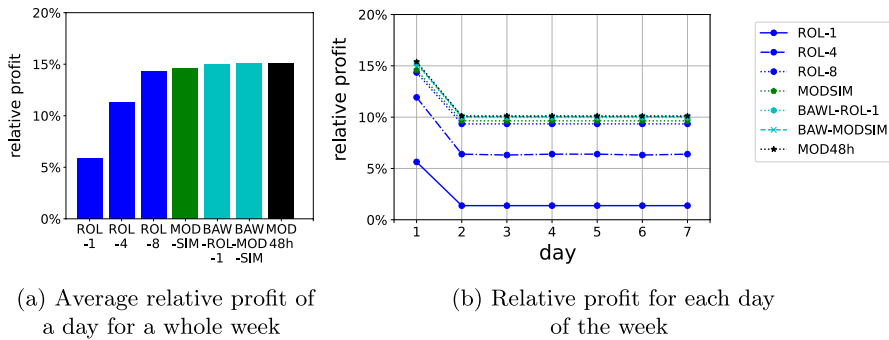 20%
15%
10%
5%
0%
relative profit
ROL
-1
ROL
-4
ROL
-8
MOD
-SIM
BAW
-ROL
-1
BAW
-MOD
-SIM
MOD
48h
(a) Average relative profit of
a day for a whole week
20%
15%
10%
5%
0%
relative profit
1 2 3 4 5 6 7
day
ROL-1
ROL-4
ROL-8
MODSIM
BAWL-ROL-1
BAW-MODSIM
MOD48h
(b) Relative profit for each day
of the week